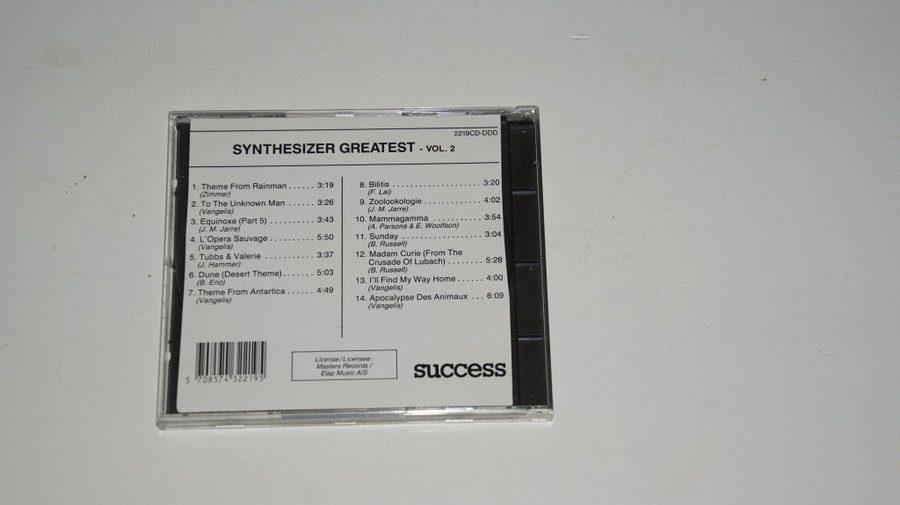 2219CD-DDD
SYNTHESIZER GREATEST - VOL. 2
1. Theme From Rainman ...... 3:19
(Zimmer)
2. To The Unknown Man ...... 3:26
(Vangelis)
3. Equinoxe (Part 5) .......... 3:43
(J. M. Jarre)
4. L`Opera Sauvage ......... 5:50
(Vangelis)
5. Tubbs & Valerie ........... 3:37
(J. Hammer)
6. Dune (Desert Theme)....... 5:03
(B. Eno)
7. Theme From Antartica ...... 4:49
(Vangelis)
8. Bilitis .................... 3:20
(F. Lai)
9. Zoolookologie ............. 4:02
(J. M. Jarre)
10. Mammagamma ........... 3:54
(A. Parsons & E. Woolfson)
11. Sunday .................. 3:04
(B. Russell)
12. Madam Curie (From The
Crusade Of Lubach) ........ 5:28
(B. Russell)
13. I'll Find My Way Home...... 4:00
(Vangelis)
14. Apocalypse Des Animaux ... 6:09
(Vangelis)
5 708574 322195
License/Licensee:
Masters Records/
Elap Music A/S
success